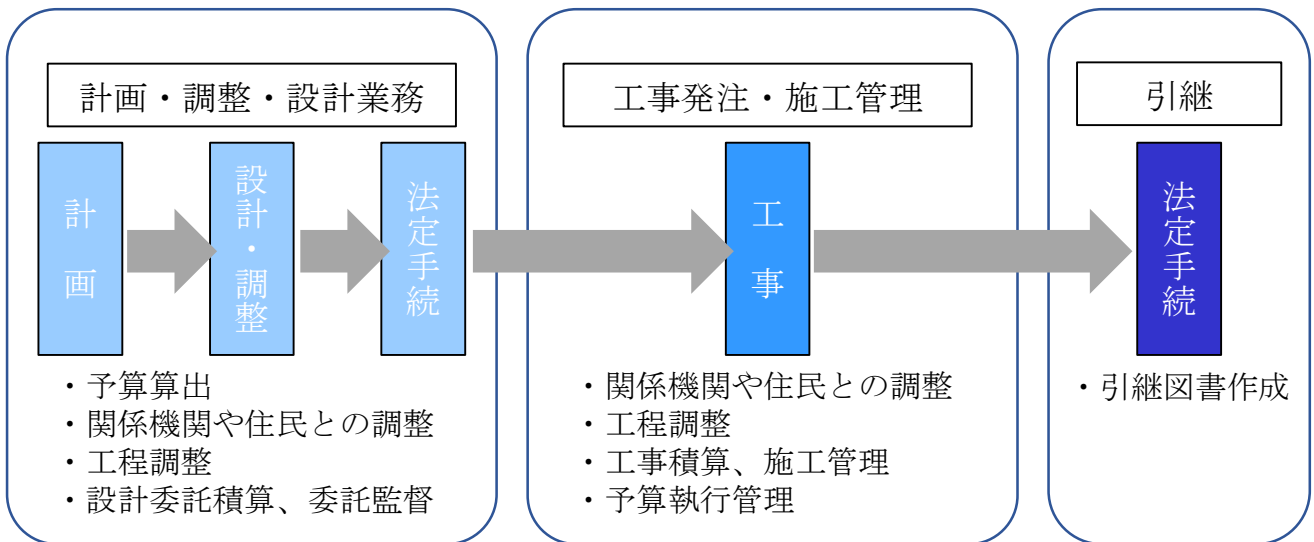 計画・調整・設計業務
計画
設計・調整
法定手続
・予算算出
・関係機関や住民との調整
・工程調整
・設計委託積算、委託監督
工事発注・施工管理
工事
・関係機関や住民との調整
・工程調整
・工事積算、施工管理
・予算執行管理
引継
法定手続
・引継図書作成